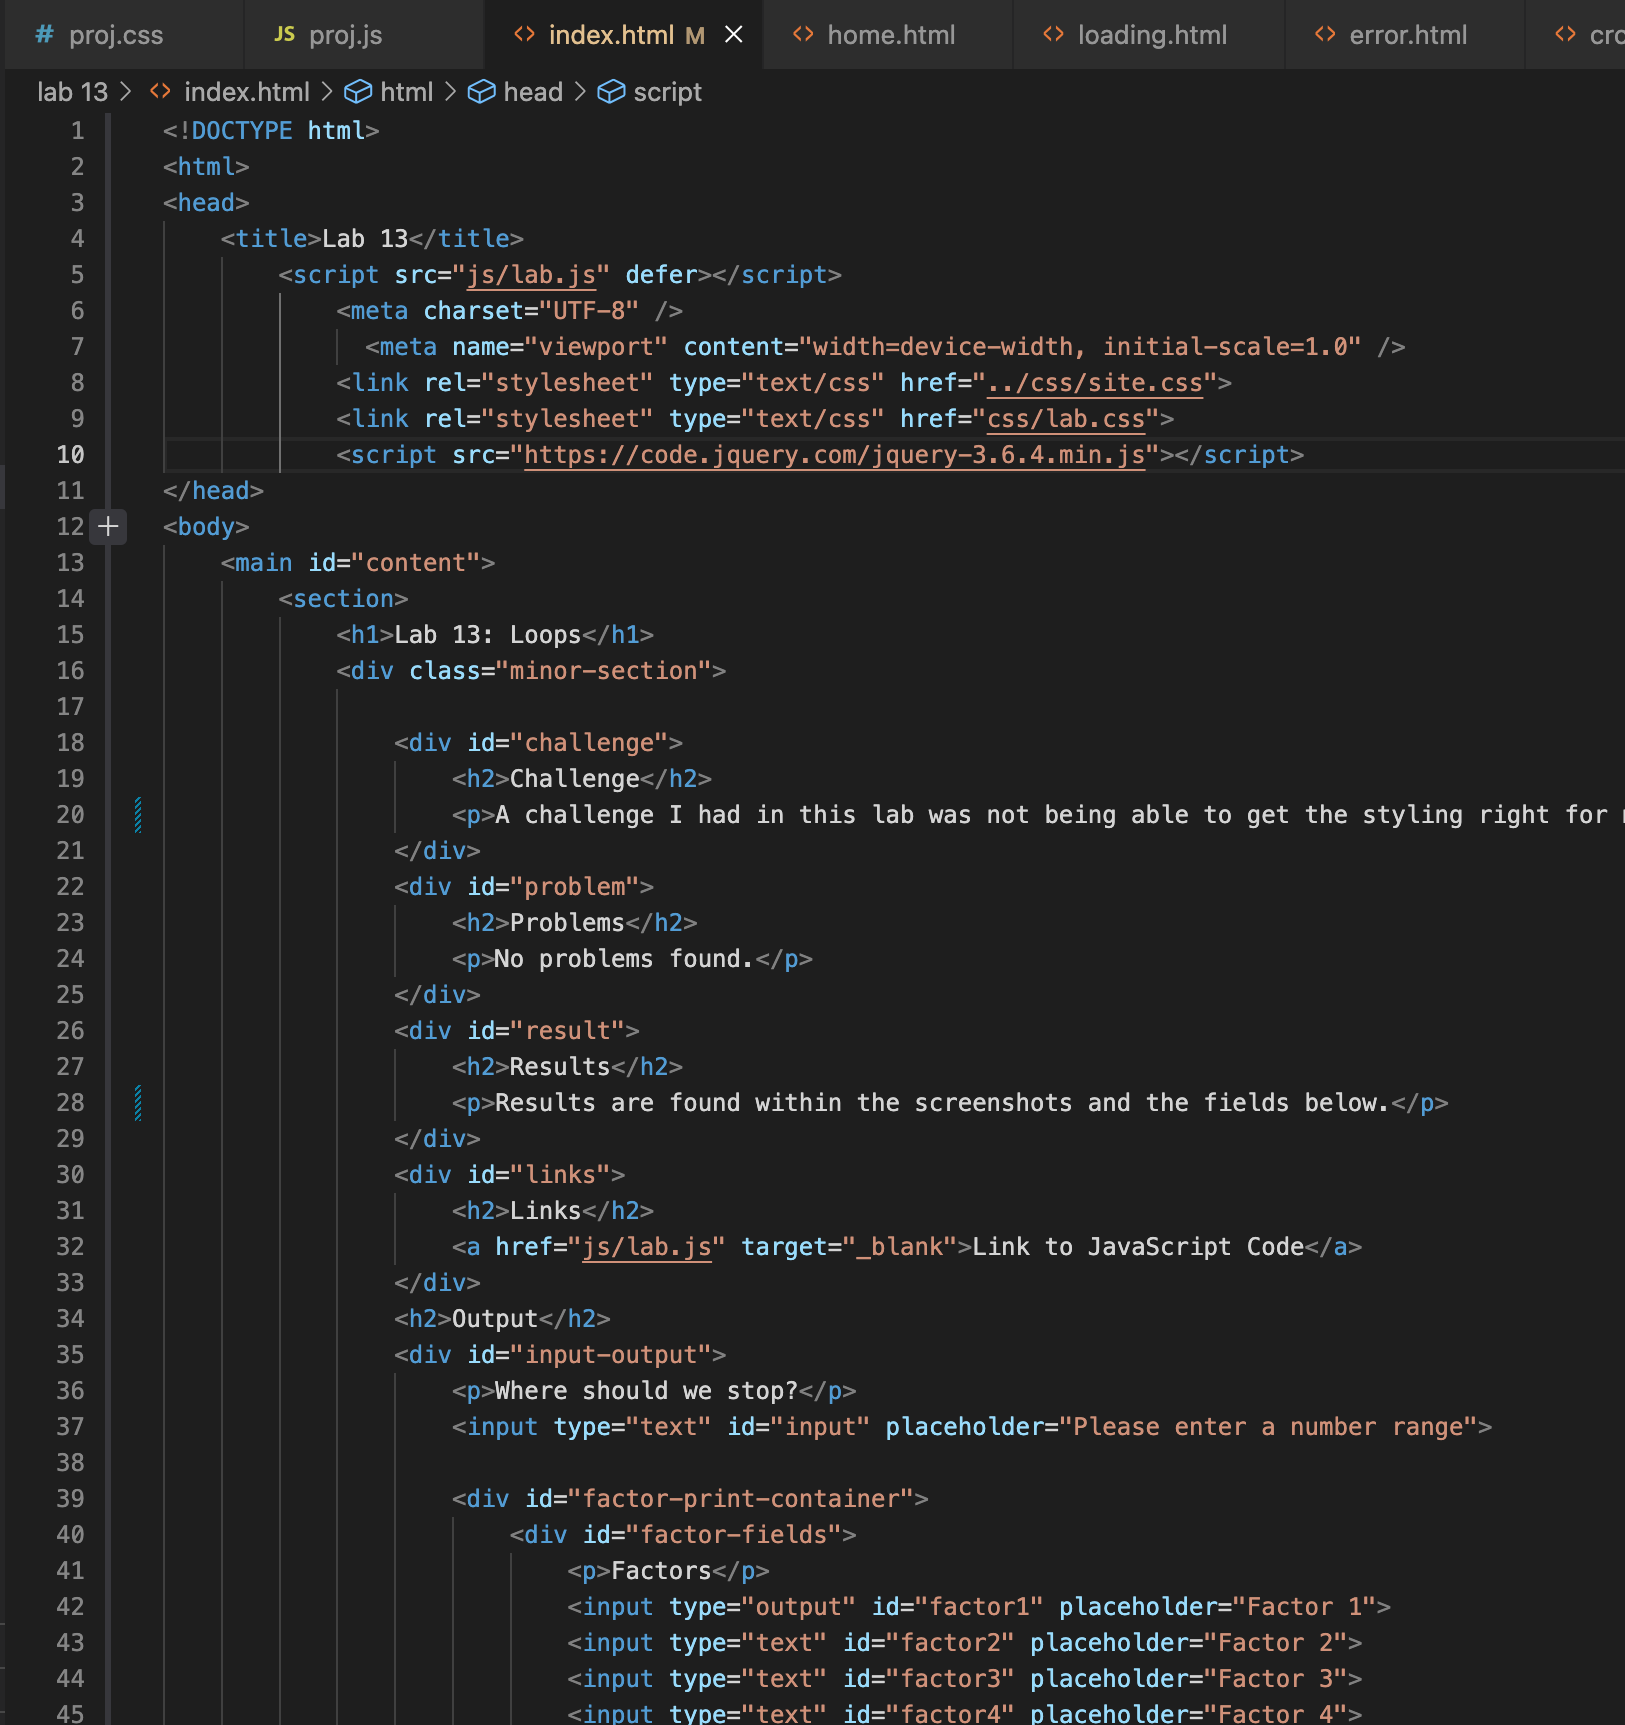 # proj.css JS proj.js <> index.html M × <> home.html <> loading.html <> error.html <> cro
lab 13 > <> index.html > html > head > script
1 <!DOCTYPE html>
2 <html>
3 <head>
4 <title>Lab 13</title>
5 <script src="js/lab.js" defer></script>
6 <meta charset="UTF-8" />
7 <meta name="viewport" content="width=device-width, initial-scale=1.0" />
8 <link rel="stylesheet" type="text/css" href="../css/site.css">
9 <link rel="stylesheet" type="text/css" href="css/lab.css">
10 <script src="https://code.jquery.com/jquery-3.6.4.min.js"></script>
11 </head>
12 + <body>
13 <main id="content">
14 <section>
15 <h1>Lab 13: Loops</h1>
16 <div class="minor-section">
17
18 <div id="challenge">
19 <h2>Challenge</h2>
20 <p>A challenge I had in this lab was not being able to get the styling right for
21 </div>
22 <div id="problem">
23 <h2>Problems</h2>
24 <p>No problems found.</p>
25 </div>
26 <div id="result">
27 <h2>Results</h2>
28 <p>Results are found within the screenshots and the fields below.</p>
29 </div>
30 <div id="links">
31 <h2>Links</h2>
32 <a href="js/lab.js" target="_blank">Link to JavaScript Code</a>
33 </div>
34 <h2>Output</h2>
35 <div id="input-output">
36 <p>Where should we stop?</p>
37 <input type="text" id="input" placeholder="Please enter a number range">
38
39 <div id="factor-print-container">
40 <div id="factor-fields">
41 <p>Factors</p>
42 <input type="output" id="factor1" placeholder="Factor 1">
43 <input type="text" id="factor2" placeholder="Factor 2">
44 <input type="text" id="factor3" placeholder="Factor 3">
45 <input type="text" id="factor4" placeholder="Factor 4">